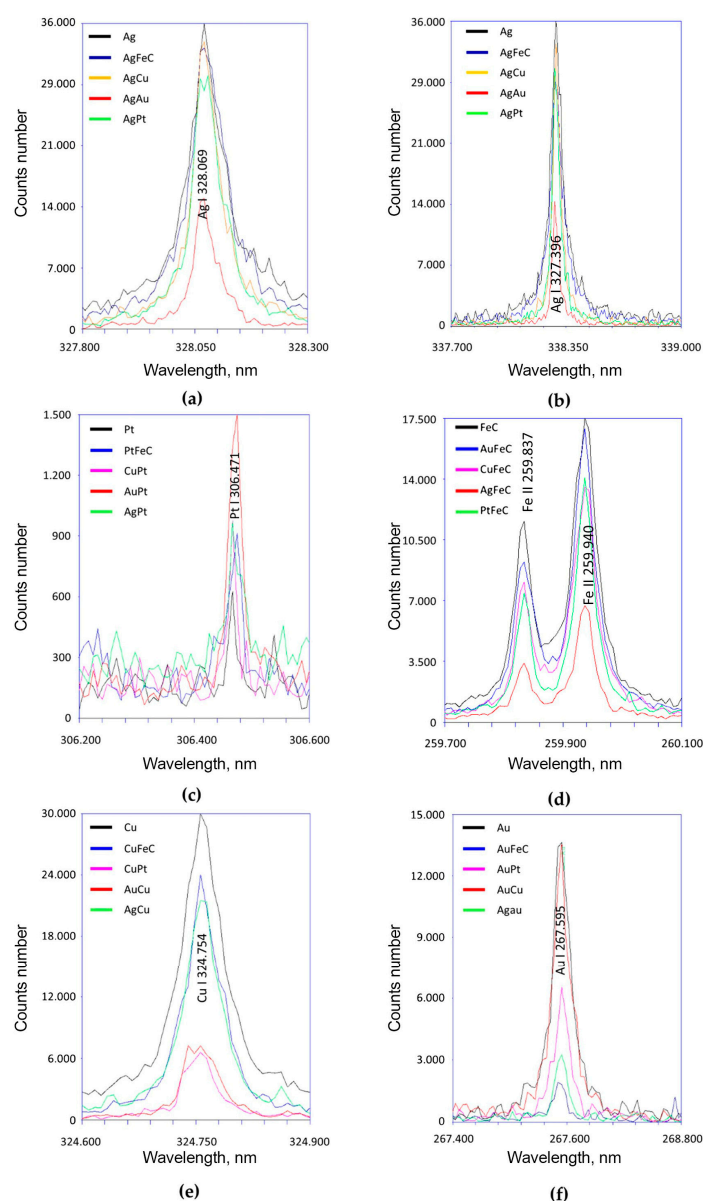 36.000
29.000
21.000
14.000
7.000
0
Counts number
Ag
AgFeC
AgCu
AgAu
AgPt
Ag I 328.069
327.800
328.050
328.300
Wavelength, nm
(a)
36.000
29.000
21.000
14.000
7.000
0
Counts number
Ag
AgFeC
AgCu
AgAu
AgPt
Ag I 327.396
337.700
338.350
339.000
Wavelength, nm
(b)
1.500
1.200
900
600
300
0
Counts number
Pt
PtFeC
CuPt
AuPt
AgPt
Pt I 306.471
306.200
306.400
306.600
Wavelength, nm
(c)
17.500
14.000
10.500
7.000
3.500
0
Counts number
FeC
AuFeC
CuFeC
AgFeC
PtFeC
Fe II 259.837
Fe II 259.940
259.700
259.900
260.100
Wavelength, nm
(d)
30.000
24.000
18.000
12.000
6.000
0
Counts number
Cu
CuFeC
CuPt
AuCu
AgCu
Cu I 324.754
324.600
324.750
324.900
Wavelength, nm
(e)
15.000
12.000
9.000
6.000
3.000
0
Counts number
Au
AuFeC
AuPt
AuCu
Agau
Au I 267.595
267.400
267.600
268.800
Wavelength, nm
(f)